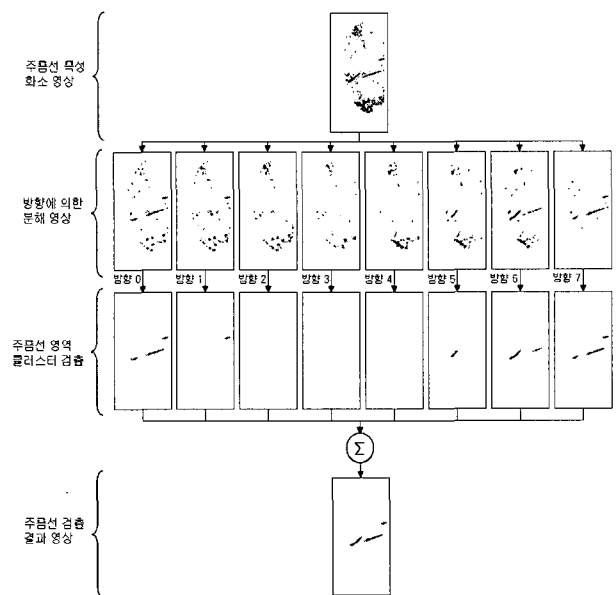 주름선 특성
화소 영상
방향에 의한
분해 영상
방향 0
방향 1
방향 2
방향 3
방향 4
방향 5
방향 6
방향 7
주름선 영역
클러스터 검출
Σ
주름선 검출
결과 영상